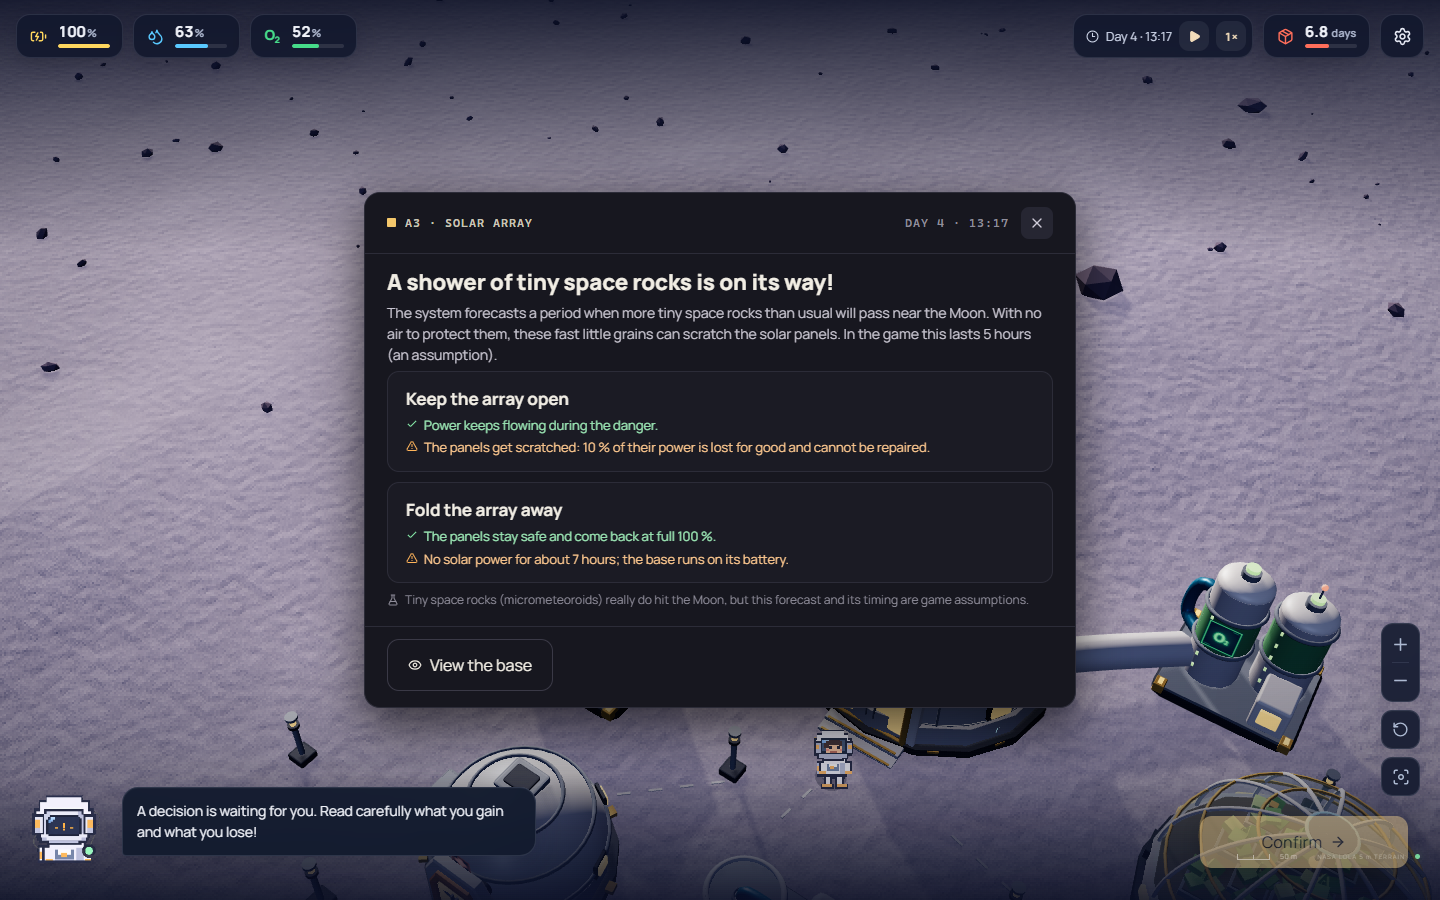 100%
63%
O₂ 52%
Day 4 · 13:17
1×
6.8 days
A3 · SOLAR ARRAY
DAY 4 · 13:17
A shower of tiny space rocks is on its way!
The system forecasts a period when more tiny space rocks than usual will pass near the Moon. With no
air to protect them, these fast little grains can scratch the solar panels. In the game this lasts 5 hours
(an assumption).
Keep the array open
Power keeps flowing during the danger.
The panels get scratched: 10 % of their power is lost for good and cannot be repaired.
Fold the array away
The panels stay safe and come back at full 100 %.
No solar power for about 7 hours; the base runs on its battery.
Tiny space rocks (micrometeoroids) really do hit the Moon, but this forecast and its timing are game assumptions.
View the base
O₂
A decision is waiting for you. Read carefully what you gain
and what you lose!
Confirm
50 m